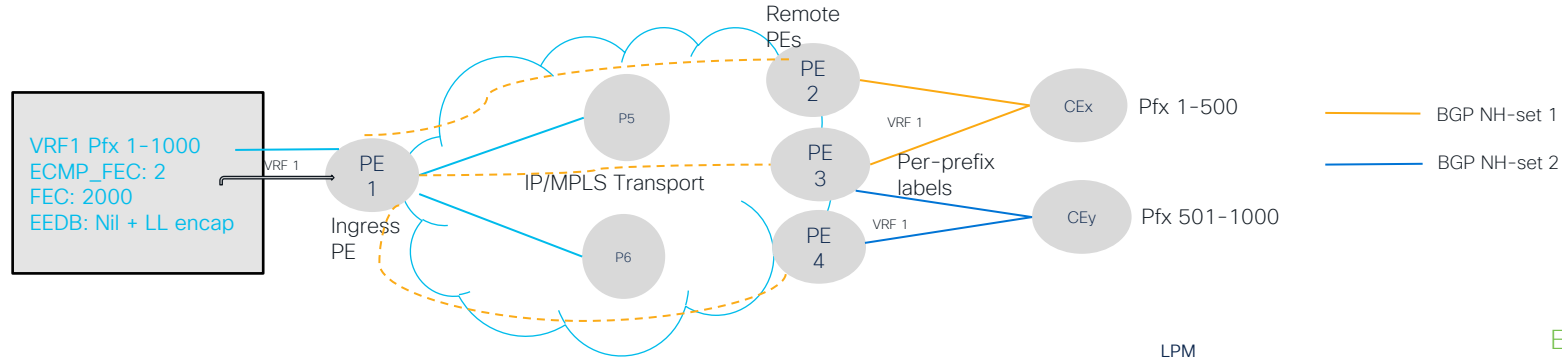 Remote
PEs
VRF1 Pfx 1-1000
ECMP_FEC: 2
FEC: 2000
EEDB: Nil + LL encap
VRF 1
PE
1
Ingress
PE
P5
IP/MPLS Transport
P6
PE
2
PE
3
PE
4
VRF 1
Per-prefix
labels
VRF 1
CEx
Pfx 1-500
CEy
Pfx 501-1000
BGP NH-set 1
BGP NH-set 2
LPM
E